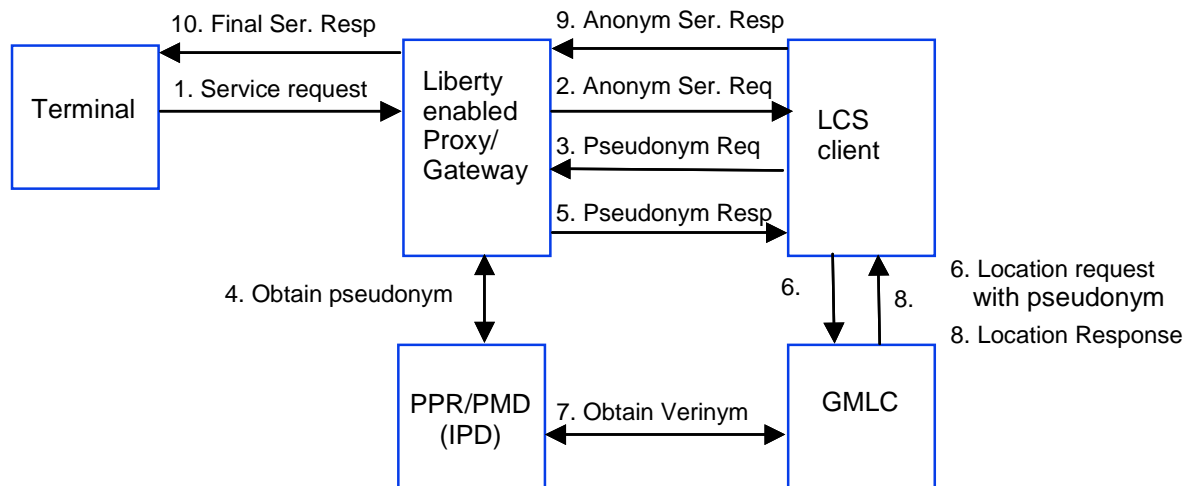 10. Final Ser. Resp
9. Anonym Ser. Resp
Terminal
1. Service request
Liberty
enabled
Proxy/
Gateway
2. Anonym Ser. Req
3. Pseudonym Req
5. Pseudonym Resp
LCS
client
4. Obtain pseudonym
6.
8.
6. Location request
with pseudonym
8. Location Response
PPR/PMD
(IPD)
7. Obtain Verinym
GMLC